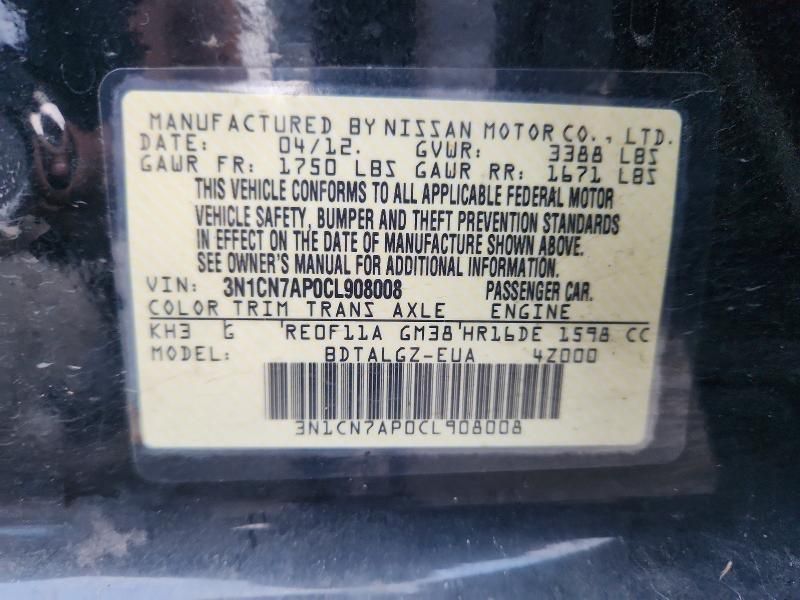 MANUFACTURED BY NISSAN MOTOR CO., LTD.
DATE: 04/12. GVWR: 3388 LBS
GAWR FR: 1750 LBS GAWR RR: 1671 LBS
THIS VEHICLE CONFORMS TO ALL APPLICABLE FEDERAL MOTOR
VEHICLE SAFETY, BUMPER AND THEFT PREVENTION STANDARDS
IN EFFECT ON THE DATE OF MANUFACTURE SHOWN ABOVE.
SEE OWNER'S MANUAL FOR ADDITIONAL INFORMATION.
VIN: 3N1CN7AP0CL908008 PASSENGER CAR.
COLOR TRIM TRANS AXLE ENGINE
KH3 G RE0F11A GM38 HR16DE 1598 CC
MODEL: BDTALGZ-EUA 4Z000
3N1CN7AP0CL908008